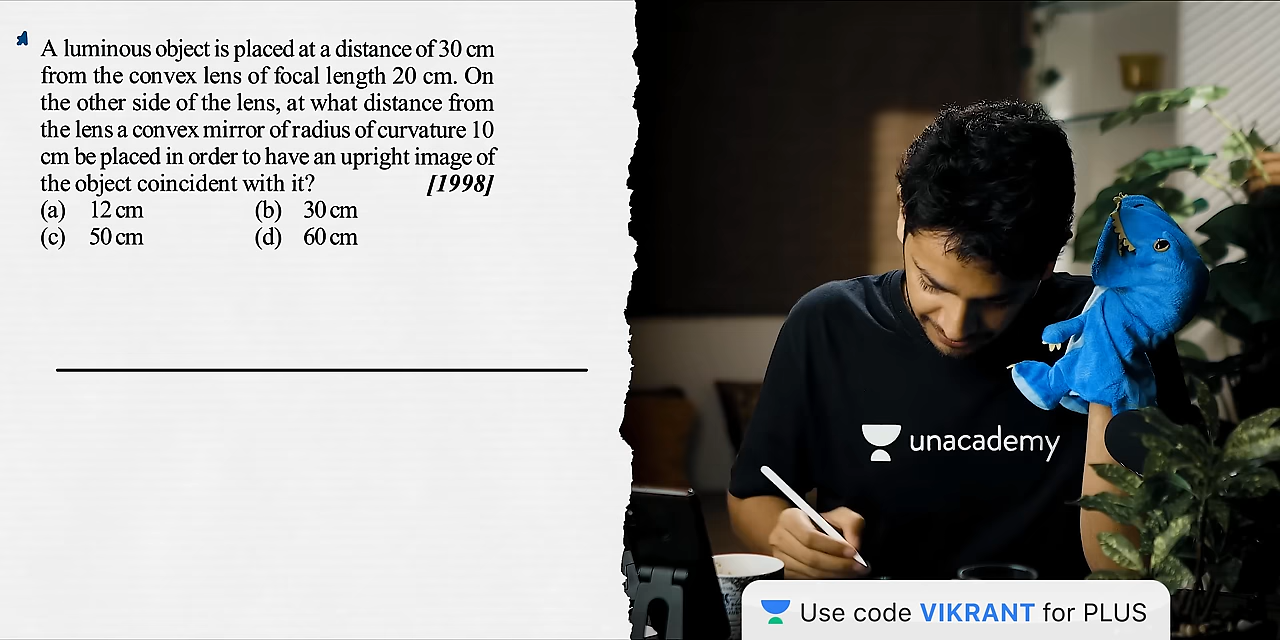 A luminous object is placed at a distance of 30 cm
from the convex lens of focal length 20 cm. On
the other side of the lens, at what distance from
the lens a convex mirror of radius of curvature 10
cm be placed in order to have an upright image of
the object coincident with it? [1998]
(a) 12 cm (b) 30 cm
(c) 50 cm (d) 60 cm
unacademy
Use code VIKRANT for PLUS